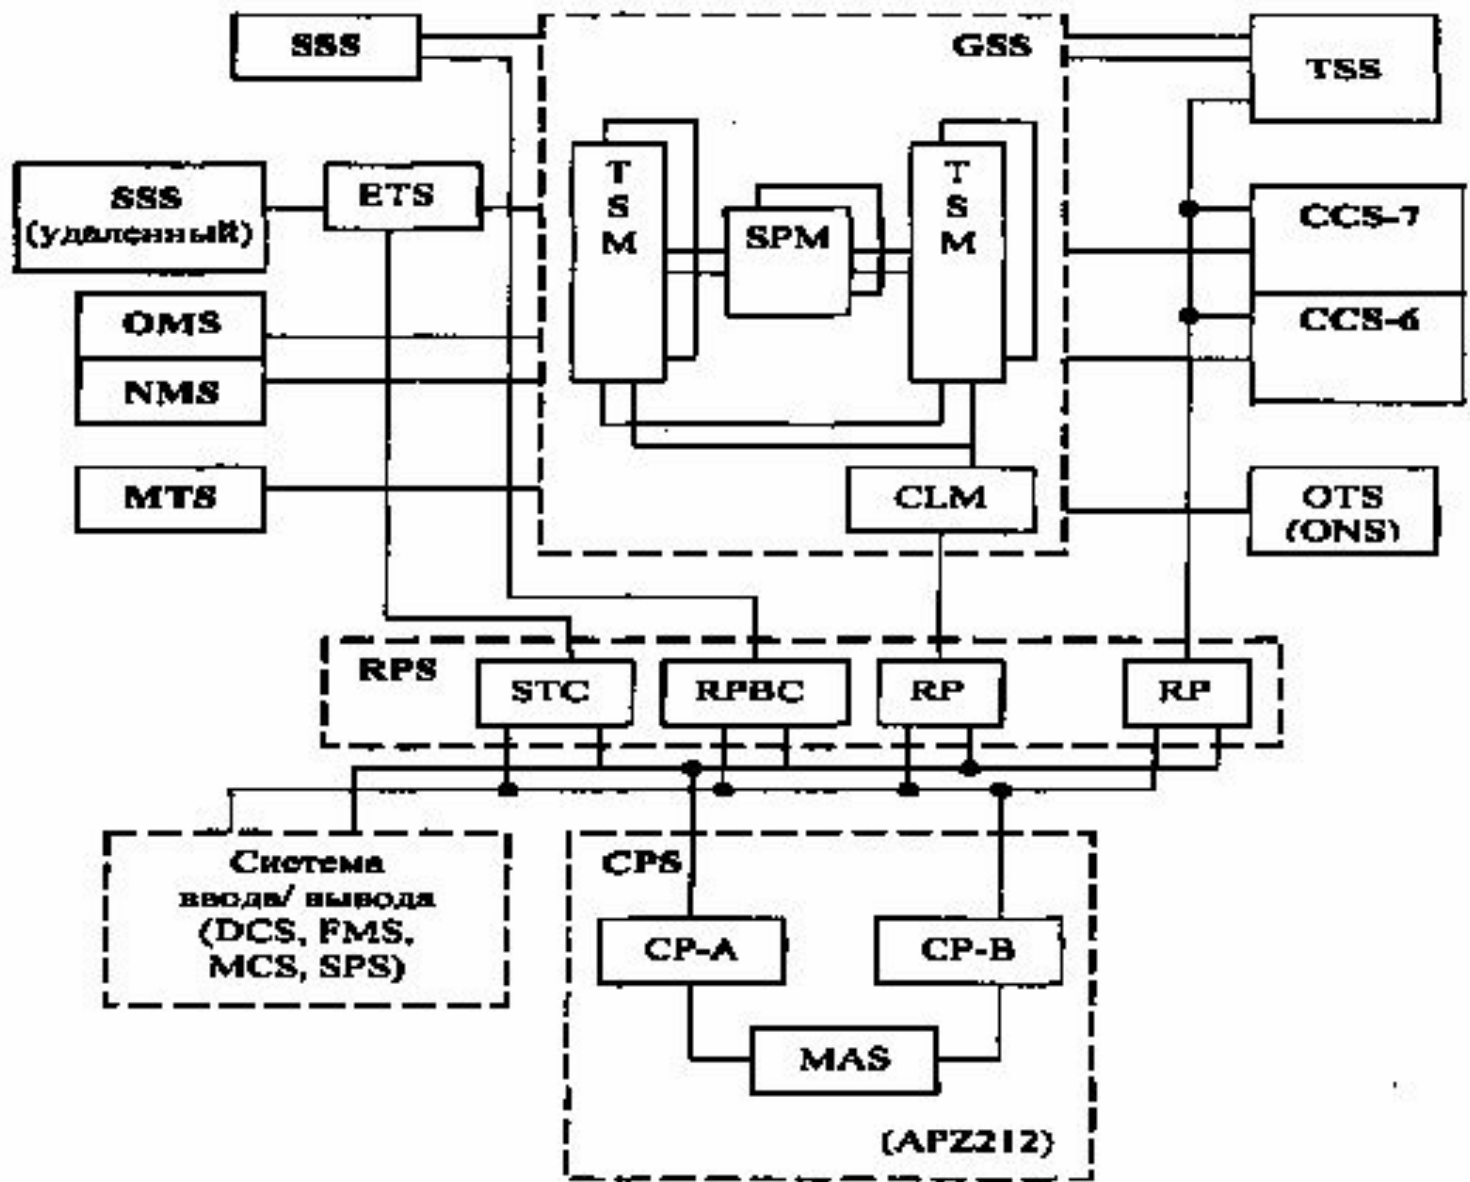 SSS
GSS
TSS
SSS
(удаленный)
ETS
T
S
M
SPM
T
S
M
CCS-7
CCS-6
OMS
NMS
MTS
CLM
OTS
(ONS)
RPS
STC
RPBC
RP
RP
Система
ввода/ вывода
(DCS, FMS,
MCS, SPS)
CPS
CP-A
CP-B
MAS
(APZ212)